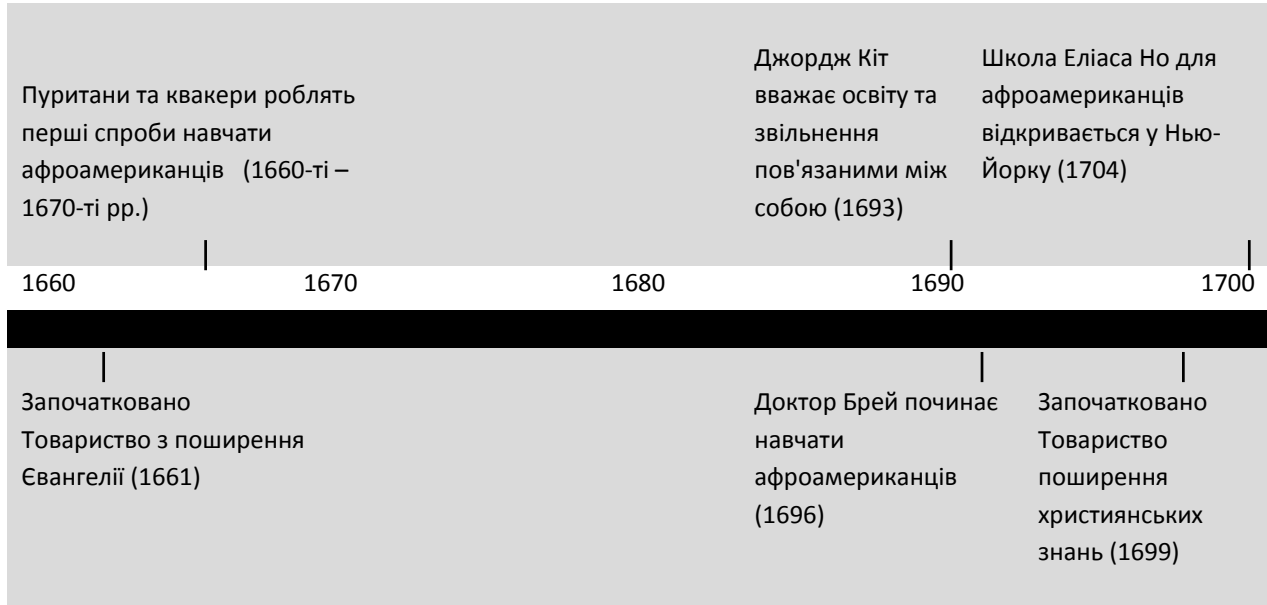 Пуритани та квакери роблять
перші спроби навчати
афроамериканців (1660-ті –
1670-ті рр.)
Джордж Кіт
вважає освіту та
звільнення
пов'язаними між
собою (1693)
Школа Еліаса Но для
афроамериканців
відкривається у Нью-
Йорку (1704)
1660 1670 1680 1690 1700
Започатковано
Товариство з поширення
Євангелії (1661)
Доктор Брей починає
навчати
афроамериканців
(1696)
Започатковано
Товариство
поширення
християнських
знань (1699)